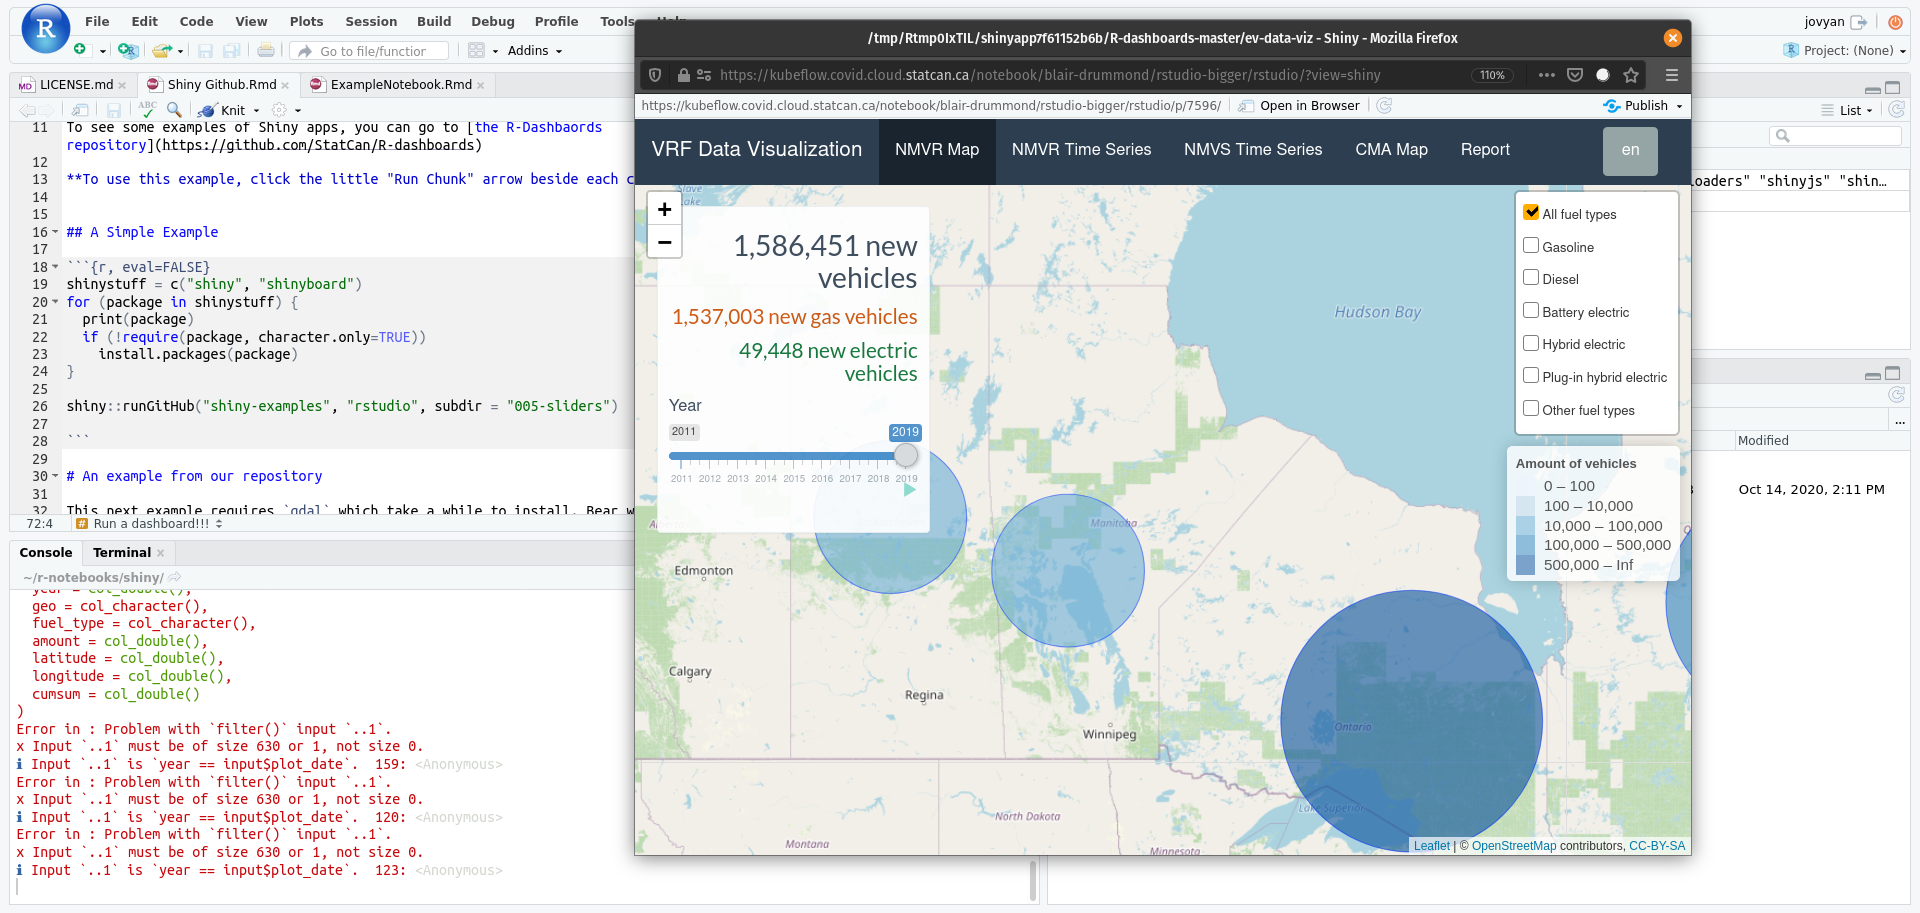 File Edit Code View Plots Session Build Debug Profile Tools Help
jovyan
R
Go to file/function
Addins
Project: (None)
LICENSE.md
Shiny Github.Rmd
ExampleNotebook.Rmd
ABC
Knit
11 To see some examples of Shiny apps, you can go to [the R-Dashbaords
repository](https://github.com/StatCan/R-dashboards)
12
13 **To use this example, click the little "Run Chunk" arrow beside each c
14
15
16 ## A Simple Example
17
18 ```{r, eval=FALSE}
19 shinystuff = c("shiny", "shinyboard")
20 for (package in shinystuff) {
21 print(package)
22 if (!require(package, character.only=TRUE))
23 install.packages(package)
24 }
25
26 shiny::runGitHub("shiny-examples", "rstudio", subdir = "005-sliders")
27
28 ```
29
30 # An example from our repository
31
32 This next example requires `gdal` which take a while to install. Bear w
72:4
# Run a dashboard!!!
Console
Terminal
~/r-notebooks/shiny/
year = col_double(),
geo = col_character(),
fuel_type = col_character(),
amount = col_double(),
latitude = col_double(),
longitude = col_double(),
cumsum = col_double()
)
Error in : Problem with `filter()` input `..1`.
x Input `..1` must be of size 630 or 1, not size 0.
ℹ Input `..1` is `year == input$plot_date`. 159: <Anonymous>
Error in : Problem with `filter()` input `..1`.
x Input `..1` must be of size 630 or 1, not size 0.
ℹ Input `..1` is `year == input$plot_date`. 120: <Anonymous>
Error in : Problem with `filter()` input `..1`.
x Input `..1` must be of size 630 or 1, not size 0.
ℹ Input `..1` is `year == input$plot_date`. 123: <Anonymous>
/tmp/Rtmp0IxTIL/shinyapp7f61152b6b/R-dashboards-master/ev-data-viz - Shiny - Mozilla Firefox
https://kubeflow.covid.cloud.statcan.ca/notebook/blair-drummond/rstudio-bigger/rstudio/?view=shiny
110%
https://kubeflow.covid.cloud.statcan.ca/notebook/blair-drummond/rstudio-bigger/rstudio/p/7596/
Open in Browser
Publish
VRF Data Visualization
NMVR Map
NMVR Time Series
NMVS Time Series
CMA Map
Report
en
+
−
1,586,451 new
vehicles
1,537,003 new gas vehicles
49,448 new electric
vehicles
Year
2011
2019
2011 2012 2013 2014 2015 2016 2017 2018 2019
All fuel types
Gasoline
Diesel
Battery electric
Hybrid electric
Plug-in hybrid electric
Other fuel types
Amount of vehicles
0 – 100
100 – 10,000
10,000 – 100,000
100,000 – 500,000
500,000 – Inf
Slave
Lake
Hudson Bay
Manitoba
Edmonton
Calgary
Regina
Winnipeg
Ontario
Lake Superior
North Dakota
Montana
Minnesota
Leaflet | © OpenStreetMap contributors, CC-BY-SA
List
oaders" "shinyjs" "shin…
...
Modified
Oct 14, 2020, 2:11 PM